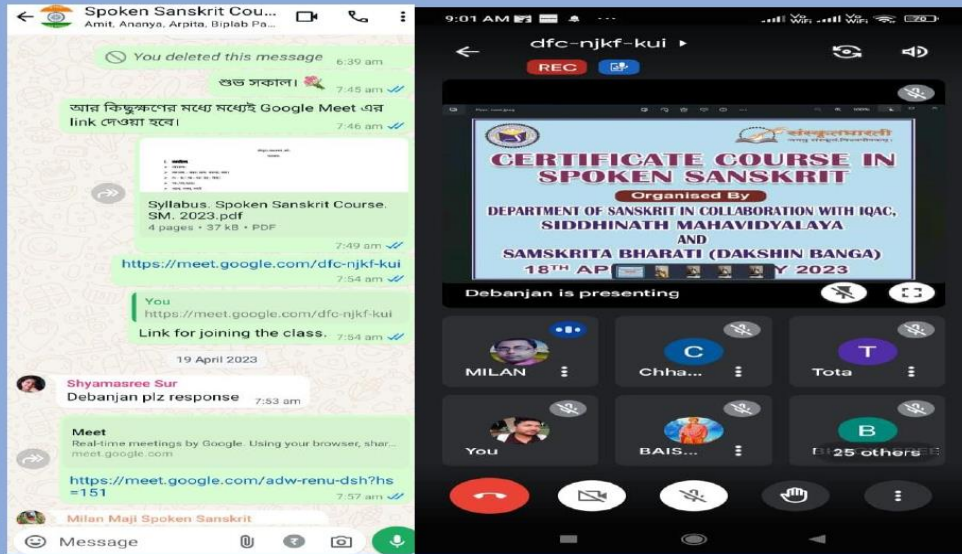 Spoken Sanskrit Cou...
Amit, Ananya, Arpita, Biplab Pa...
You deleted this message 6:39 am
শুভ সকাল। 7:45 am
আর কিছুক্ষণের মধ্যে মধ্যেই Google Meet এর
link দেওয়া হবে। 7:46 am
Syllabus. Spoken Sanskrit Course.
SM. 2023.pdf
4 pages • 37 kB • PDF
7:49 am
https://meet.google.com/dfc-njkf-kui
7:54 am
You
https://meet.google.com/dfc-njkf-kui
Link for joining the class. 7:54 am
19 April 2023
Shyamasree Sur
Debanjan plz response 7:53 am
Meet
Real-time meetings by Google. Using your browser, shar...
meet.google.com
https://meet.google.com/adw-renu-dsh?hs
=151
7:57 am
Milan Maji Spoken Sanskrit
Message
9:01 AM
dfc-njkf-kui
REC
संस्कृतभारती
CERTIFICATE COURSE IN
SPOKEN SANSKRIT
Organised By
DEPARTMENT OF SANSKRIT IN COLLABORATION WITH IQAC,
SIDDHINATH MAHAVIDYALAYA
AND
SAMSKRITA BHARATI (DAKSHIN BANGA)
18TH AP Y 2023
Debanjan is presenting
MILAN
C
Chha...
T
Tota
You
BAIS...
B
25 others